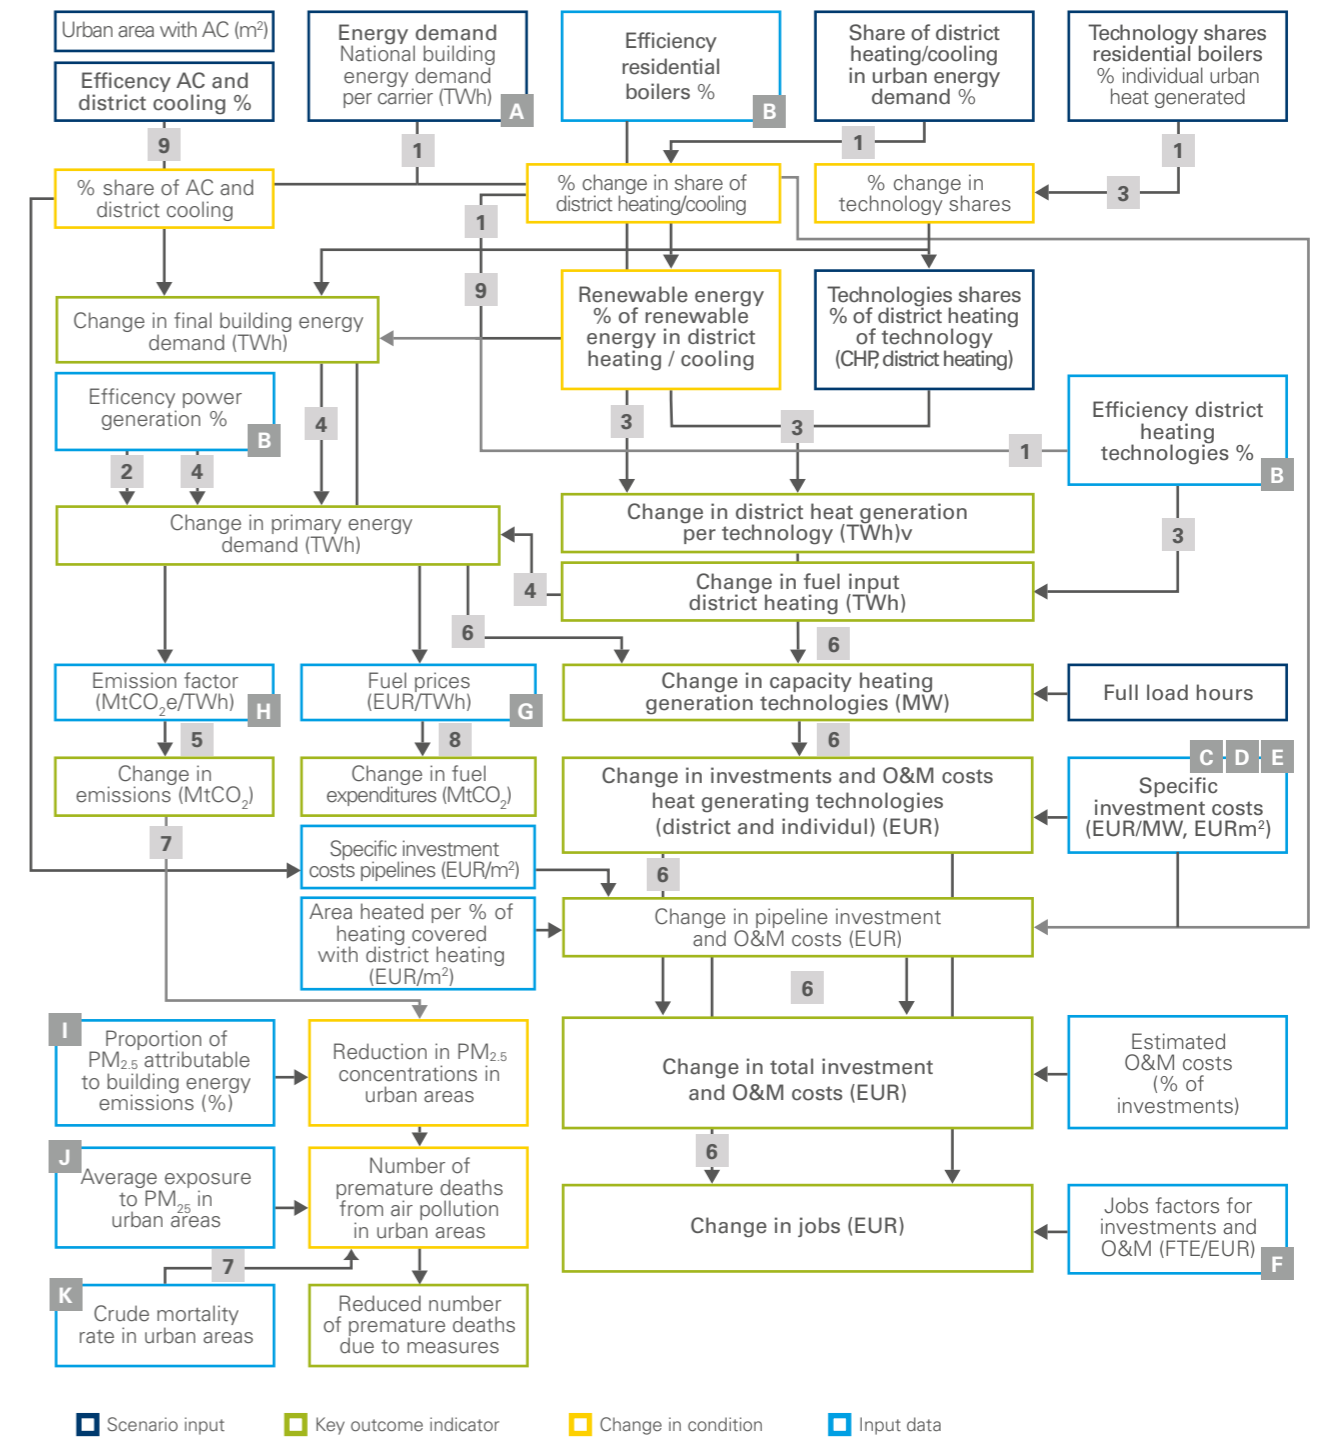 Urban area with AC (m²)
Efficency AC and
district cooling %
Energy demand
National building
energy demand
per carrier (TWh)
A
Efficiency
residential
boilers %
B
Share of district
heating/cooling
in urban energy
demand %
Technology shares
residential boilers
% individual urban
heat generated
9
1
1
1
3
% share of AC and
district cooling
% change in share of
district heating/cooling
% change in
technology shares
1
9
Change in final building energy
demand (TWh)
Renewable energy
% of renewable
energy in district
heating / cooling
Technologies shares
% of district heating
of technology
(CHP, district heating)
Efficency power
generation %
B
4
3
3
1
Efficiency district
heating
technologies %
B
2
4
3
Change in primary energy
demand (TWh)
Change in district heat generation
per technology (TWh)v
4
Change in fuel input
district heating (TWh)
6
6
Emission factor
(MtCO₂e/TWh)
H
Fuel prices
(EUR/TWh)
G
Change in capacity heating
generation technologies (MW)
Full load hours
5
8
6
Change in
emissions (MtCO₂)
Change in fuel
expenditures (MtCO₂)
Change in investments and O&M costs
heat generating technologies
(district and individul) (EUR)
C D E
Specific
investment costs
(EUR/MW, EURm²)
7
Specific investment
costs pipelines (EUR/m²)
6
Area heated per % of
heating covered
with district heating
(EUR/m²)
Change in pipeline investment
and O&M costs (EUR)
6
I
Proportion of
PM₂.₅ attributable
to building energy
emissions (%)
Reduction in PM₂.₅
concentrations in
urban areas
Change in total investment
and O&M costs (EUR)
Estimated
O&M costs
(% of
investments)
J
Average exposure
to PM₂₅ in
urban areas
Number of
premature deaths
from air pollution
in urban areas
6
Change in jobs (EUR)
Jobs factors for
investments and
O&M (FTE/EUR)
F
7
K
Crude mortality
rate in urban areas
Reduced number
of premature deaths
due to measures
Scenario input
Key outcome indicator
Change in condition
Input data